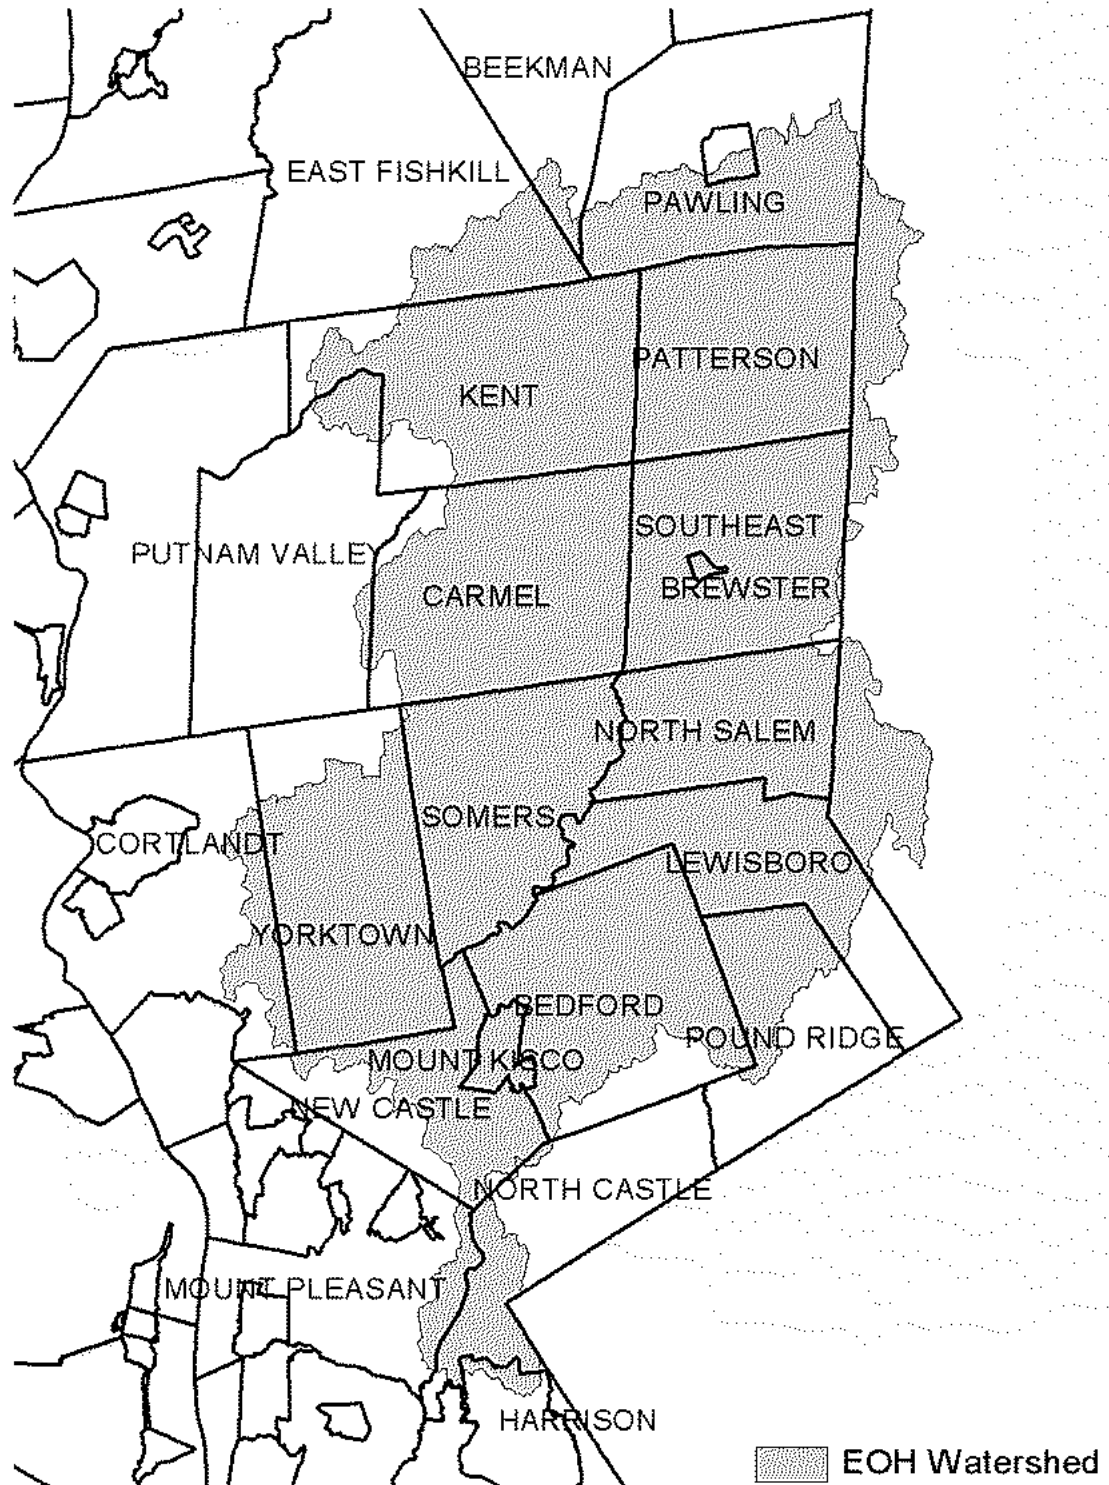 BEEKMAN
EAST FISHKILL
PAWLING
PATTERSON
KENT
SOUTHEAST
PUTNAM VALLEY
BREWSTER
CARMEL
NORTH SALEM
SOMERS
CORTLANDT
LEWISBORO
YORKTOWN
BEDFORD
POUND RIDGE
MOUNT KISCO
NEW CASTLE
NORTH CASTLE
MOUNT PLEASANT
HARRISON
EOH Watershed